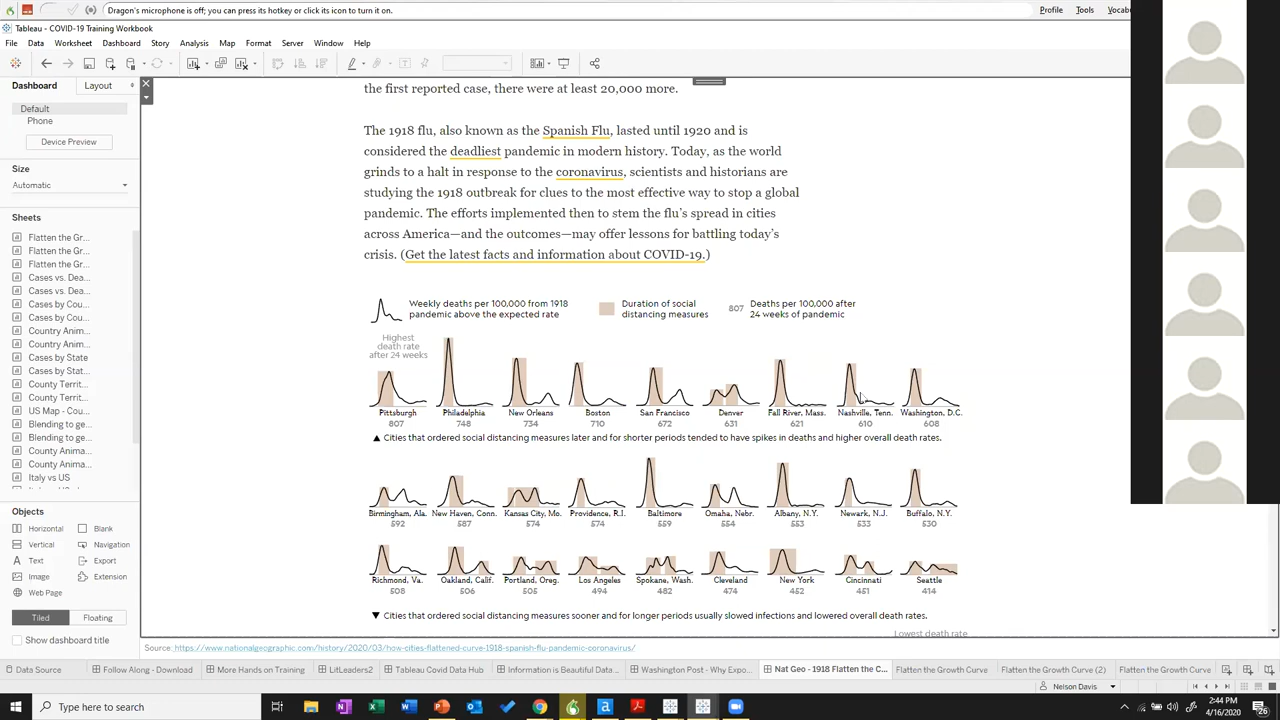 Dragon's microphone is off; you can press its hotkey or click its icon to turn it on.
Profile Tools Vocabu
Tableau - COVID-19 Training Workbook
File Data Worksheet Dashboard Story Analysis Map Format Server Window Help
Dashboard Layout
Default
Phone
Device Preview
Size
Automatic
Sheets
Flatten the Gr...
Flatten the Gr...
Flatten the Gr...
Cases vs. Dea...
Cases vs. Dea...
Cases by Cou...
Cases by Cou...
Country Anim...
Country Anim...
Cases by State
Cases by Stat...
County Territ...
County Territ...
US Map - Cou...
Blending to ge...
Blending to ge...
County Anima...
County Anima...
Italy vs US
Objects
Horizontal Blank
Vertical Navigation
Text Export
Image Extension
Web Page
Tiled Floating
Show dashboard title
the first reported case, there were at least 20,000 more.
The 1918 flu, also known as the Spanish Flu, lasted until 1920 and is
considered the deadliest pandemic in modern history. Today, as the world
grinds to a halt in response to the coronavirus, scientists and historians are
studying the 1918 outbreak for clues to the most effective way to stop a global
pandemic. The efforts implemented then to stem the flu's spread in cities
across America—and the outcomes—may offer lessons for battling today's
crisis. (Get the latest facts and information about COVID-19.)
Weekly deaths per 100,000 from 1918
pandemic above the expected rate
Duration of social
distancing measures
807 Deaths per 100,000 after
24 weeks of pandemic
Highest
death rate
after 24 weeks
Pittsburgh Philadelphia New Orleans Boston San Francisco Denver Fall River, Mass. Nashville, Tenn. Washington, D.C.
807 748 734 710 672 631 621 610 608
▲ Cities that ordered social distancing measures later and for shorter periods tended to have spikes in deaths and higher overall death rates.
Birmingham, Ala. New Haven, Conn. Kansas City, Mo. Providence, R.I. Baltimore Omaha, Nebr. Albany, N.Y. Newark, N.J. Buffalo, N.Y.
592 587 574 574 559 554 553 533 530
Richmond, Va. Oakland, Calif. Portland, Oreg. Los Angeles Spokane, Wash. Cleveland New York Cincinnati Seattle
508 506 505 494 482 474 452 451 414
▼ Cities that ordered social distancing measures sooner and for longer periods usually slowed infections and lowered overall death rates.
Lowest death rate
Source: https://www.nationalgeographic.com/history/2020/03/how-cities-flattened-curve-1918-spanish-flu-pandemic-coronavirus/
Data Source Follow Along - Download More Hands on Training LitLeaders2 Tableau Covid Data Hub Information is Beautiful Data... Washington Post - Why Expo... Nat Geo - 1918 Flatten the C... Flatten the Growth Curve Flatten the Growth Curve (2) Flatten the Growth Curve
Nelson Davis
Type here to search
2:44 PM
4/16/2020
26